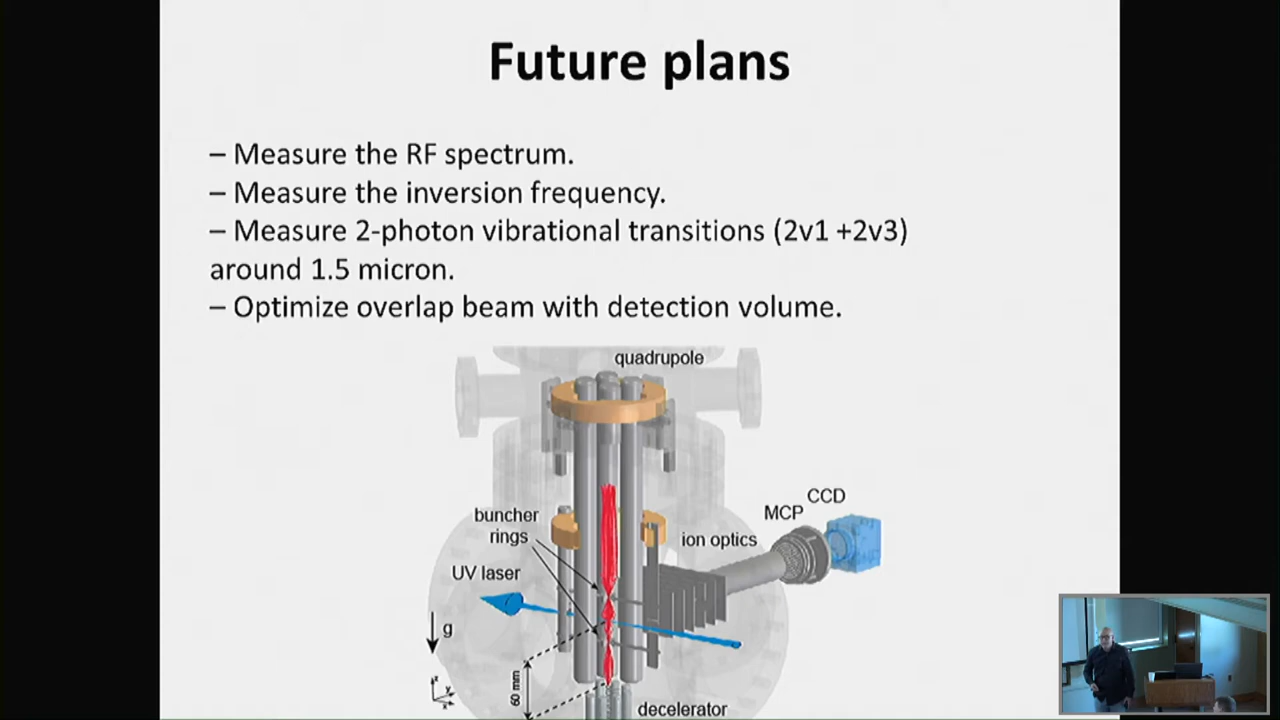 Future plans
– Measure the RF spectrum.
– Measure the inversion frequency.
– Measure 2-photon vibrational transitions (2v1 +2v3)
around 1.5 micron.
– Optimize overlap beam with detection volume.
quadrupole
CCD
MCP
buncher
rings
ion optics
UV laser
g
z
y
x
60 mm
decelerator